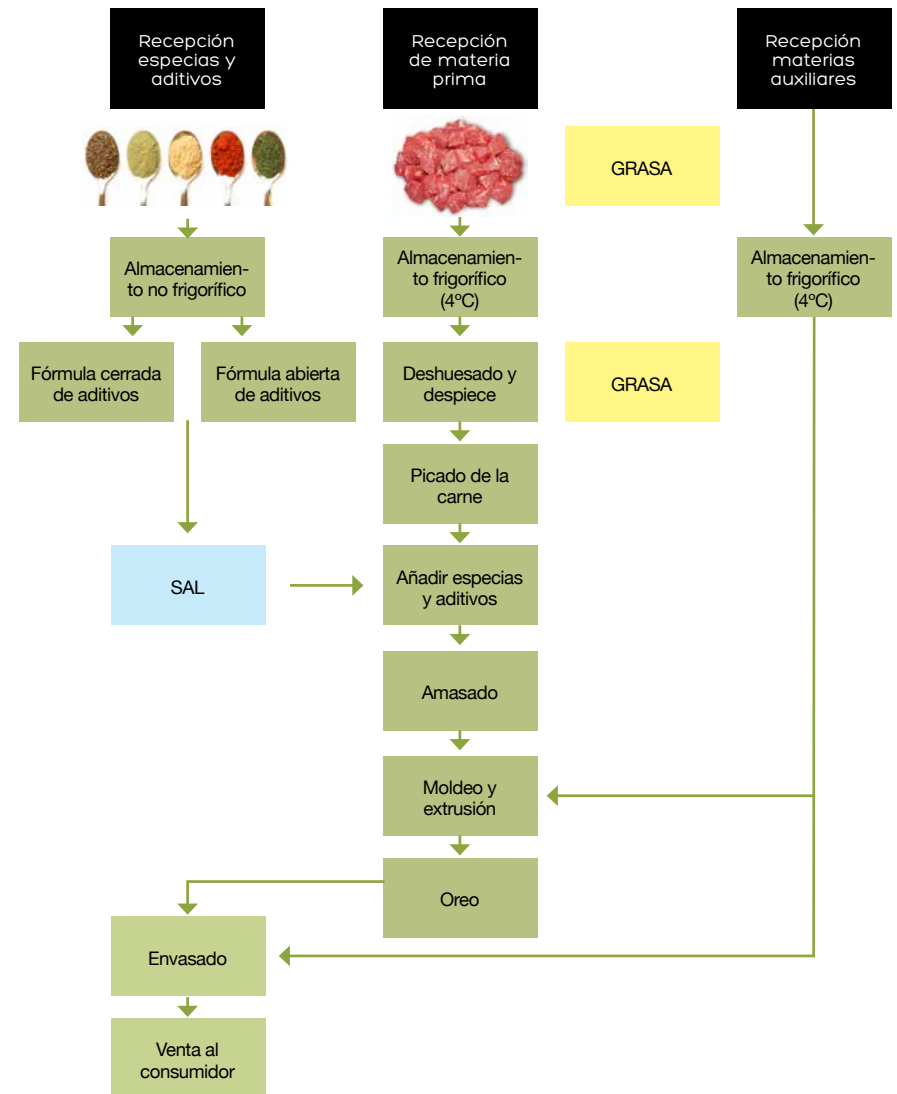 Recepción
especias y
aditivos
Recepción
de materia
prima
Recepción
materias
auxiliares
GRASA
Almacenamien-
to no frigorífico
Almacenamien-
to frigorífico
(4ºC)
Almacenamien-
to frigorífico
(4ºC)
Fórmula cerrada
de aditivos
Fórmula abierta
de aditivos
Deshuesado y
despiece
GRASA
Picado de la
carne
SAL
Añadir especias
y aditivos
Amasado
Moldeo y
extrusión
Oreo
Envasado
Venta al
consumidor